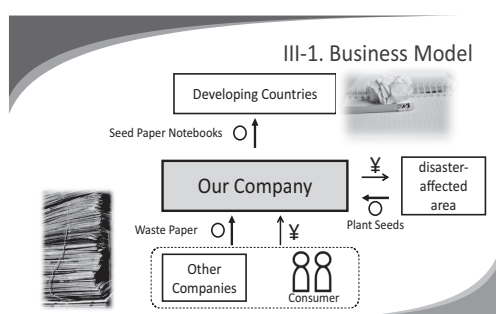 III-1. Business Model
Developing Countries
Seed Paper Notebooks
Our Company
¥
disaster-
affected
area
Plant Seeds
Waste Paper
¥
Other
Companies
Consumer